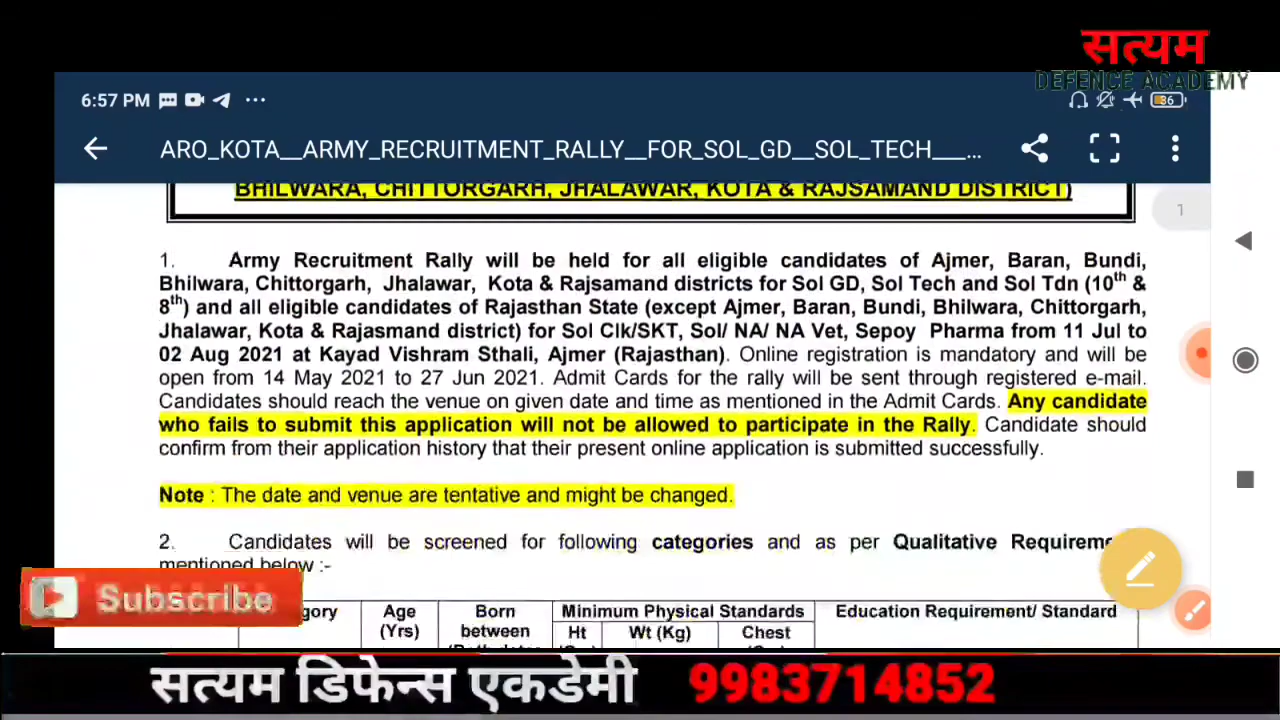 सत्यम
DEFENCE ACADEMY
6:57 PM
36
ARO_KOTA__ARMY_RECRUITMENT_RALLY__FOR_SOL_GD__SOL_TECH___...
BHILWARA, CHITTORGARH, JHALAWAR, KOTA & RAJSAMAND DISTRICT)
1
1. Army Recruitment Rally will be held for all eligible candidates of Ajmer, Baran, Bundi,
Bhilwara, Chittorgarh, Jhalawar, Kota & Rajsamand districts for Sol GD, Sol Tech and Sol Tdn (10th &
8th) and all eligible candidates of Rajasthan State (except Ajmer, Baran, Bundi, Bhilwara, Chittorgarh,
Jhalawar, Kota & Rajasmand district) for Sol Clk/SKT, Sol/ NA/ NA Vet, Sepoy Pharma from 11 Jul to
02 Aug 2021 at Kayad Vishram Sthali, Ajmer (Rajasthan). Online registration is mandatory and will be
open from 14 May 2021 to 27 Jun 2021. Admit Cards for the rally will be sent through registered e-mail.
Candidates should reach the venue on given date and time as mentioned in the Admit Cards. Any candidate
who fails to submit this application will not be allowed to participate in the Rally. Candidate should
confirm from their application history that their present online application is submitted successfully.
Note : The date and venue are tentative and might be changed.
2. Candidates will be screened for following categories and as per Qualitative Requireme
mentioned below :-
Subscribe
gory Age Born Minimum Physical Standards Education Requirement/ Standard
(Yrs) between Ht Wt (Kg) Chest
सत्यम डिफेन्स एकडेमी 9983714852